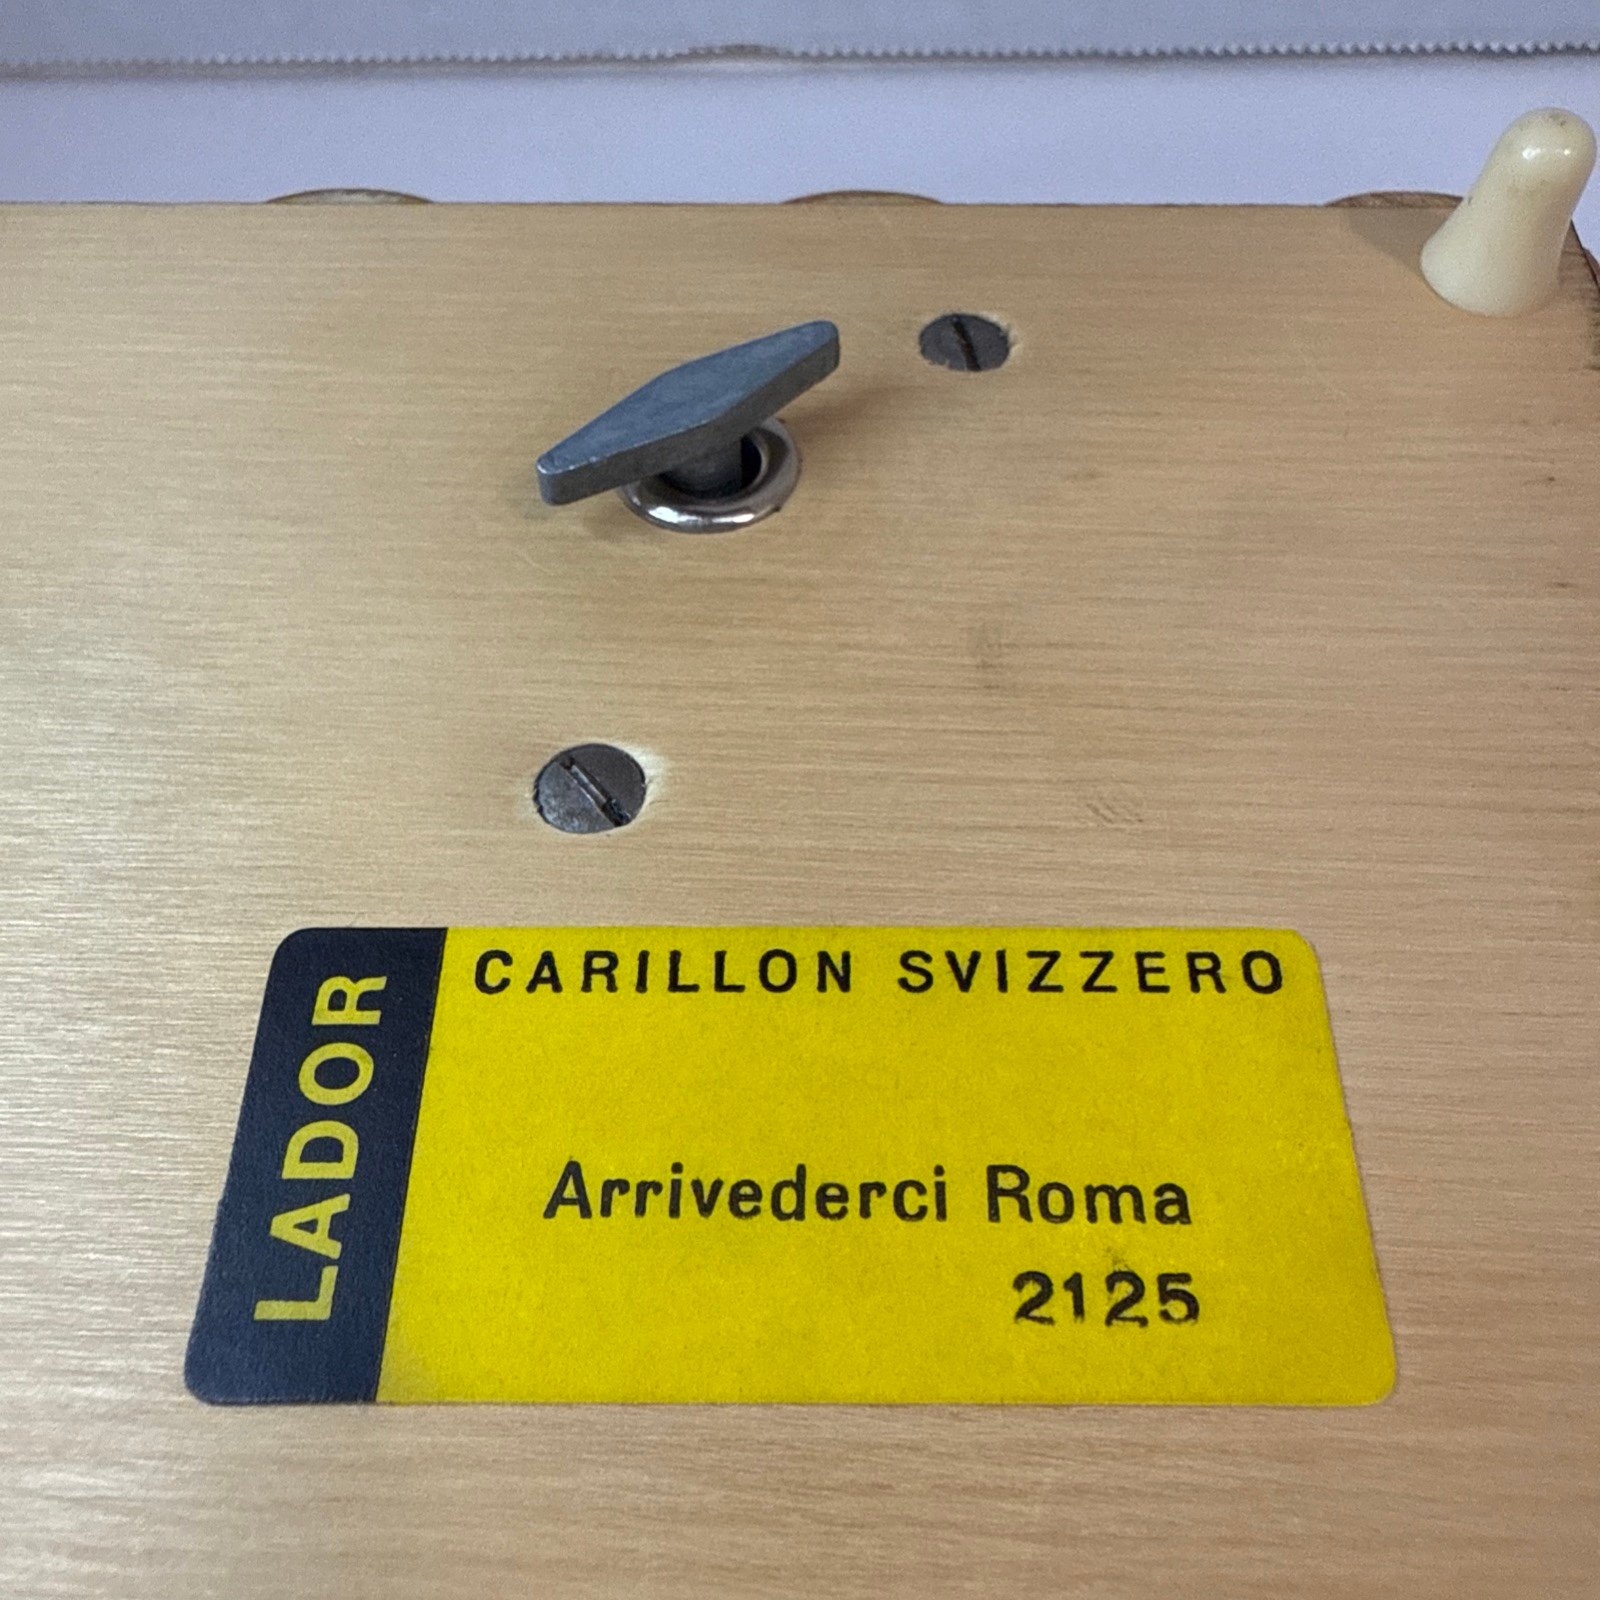 LADOR
CARILLON SVIZZERO
Arrivederci Roma
2125